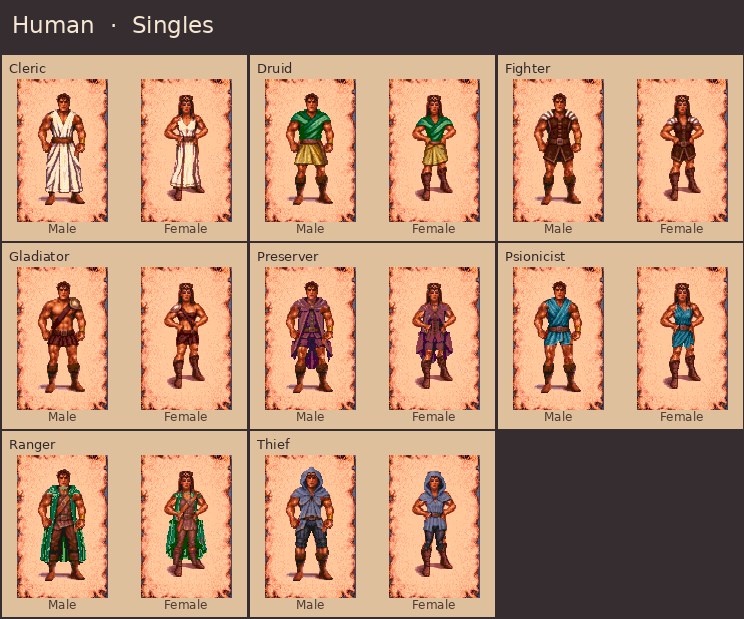 Human · Singles
Cleric
Male Female
Druid
Male Female
Fighter
Male Female
Gladiator
Male Female
Preserver
Male Female
Psionicist
Male Female
Ranger
Male Female
Thief
Male Female